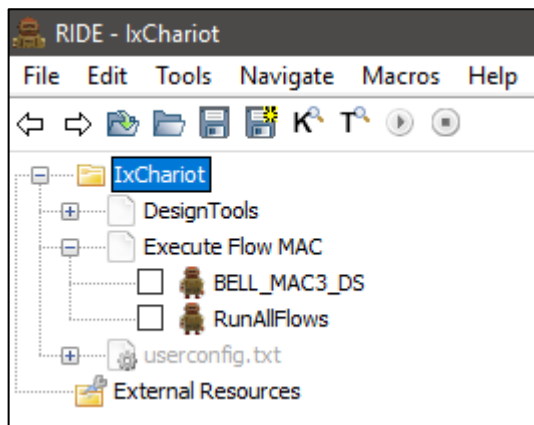 RIDE - IxChariot
File Edit Tools Navigate Macros Help
K T
IxChariot
DesignTools
Execute Flow MAC
BELL_MAC3_DS
RunAllFlows
userconfig.txt
External Resources